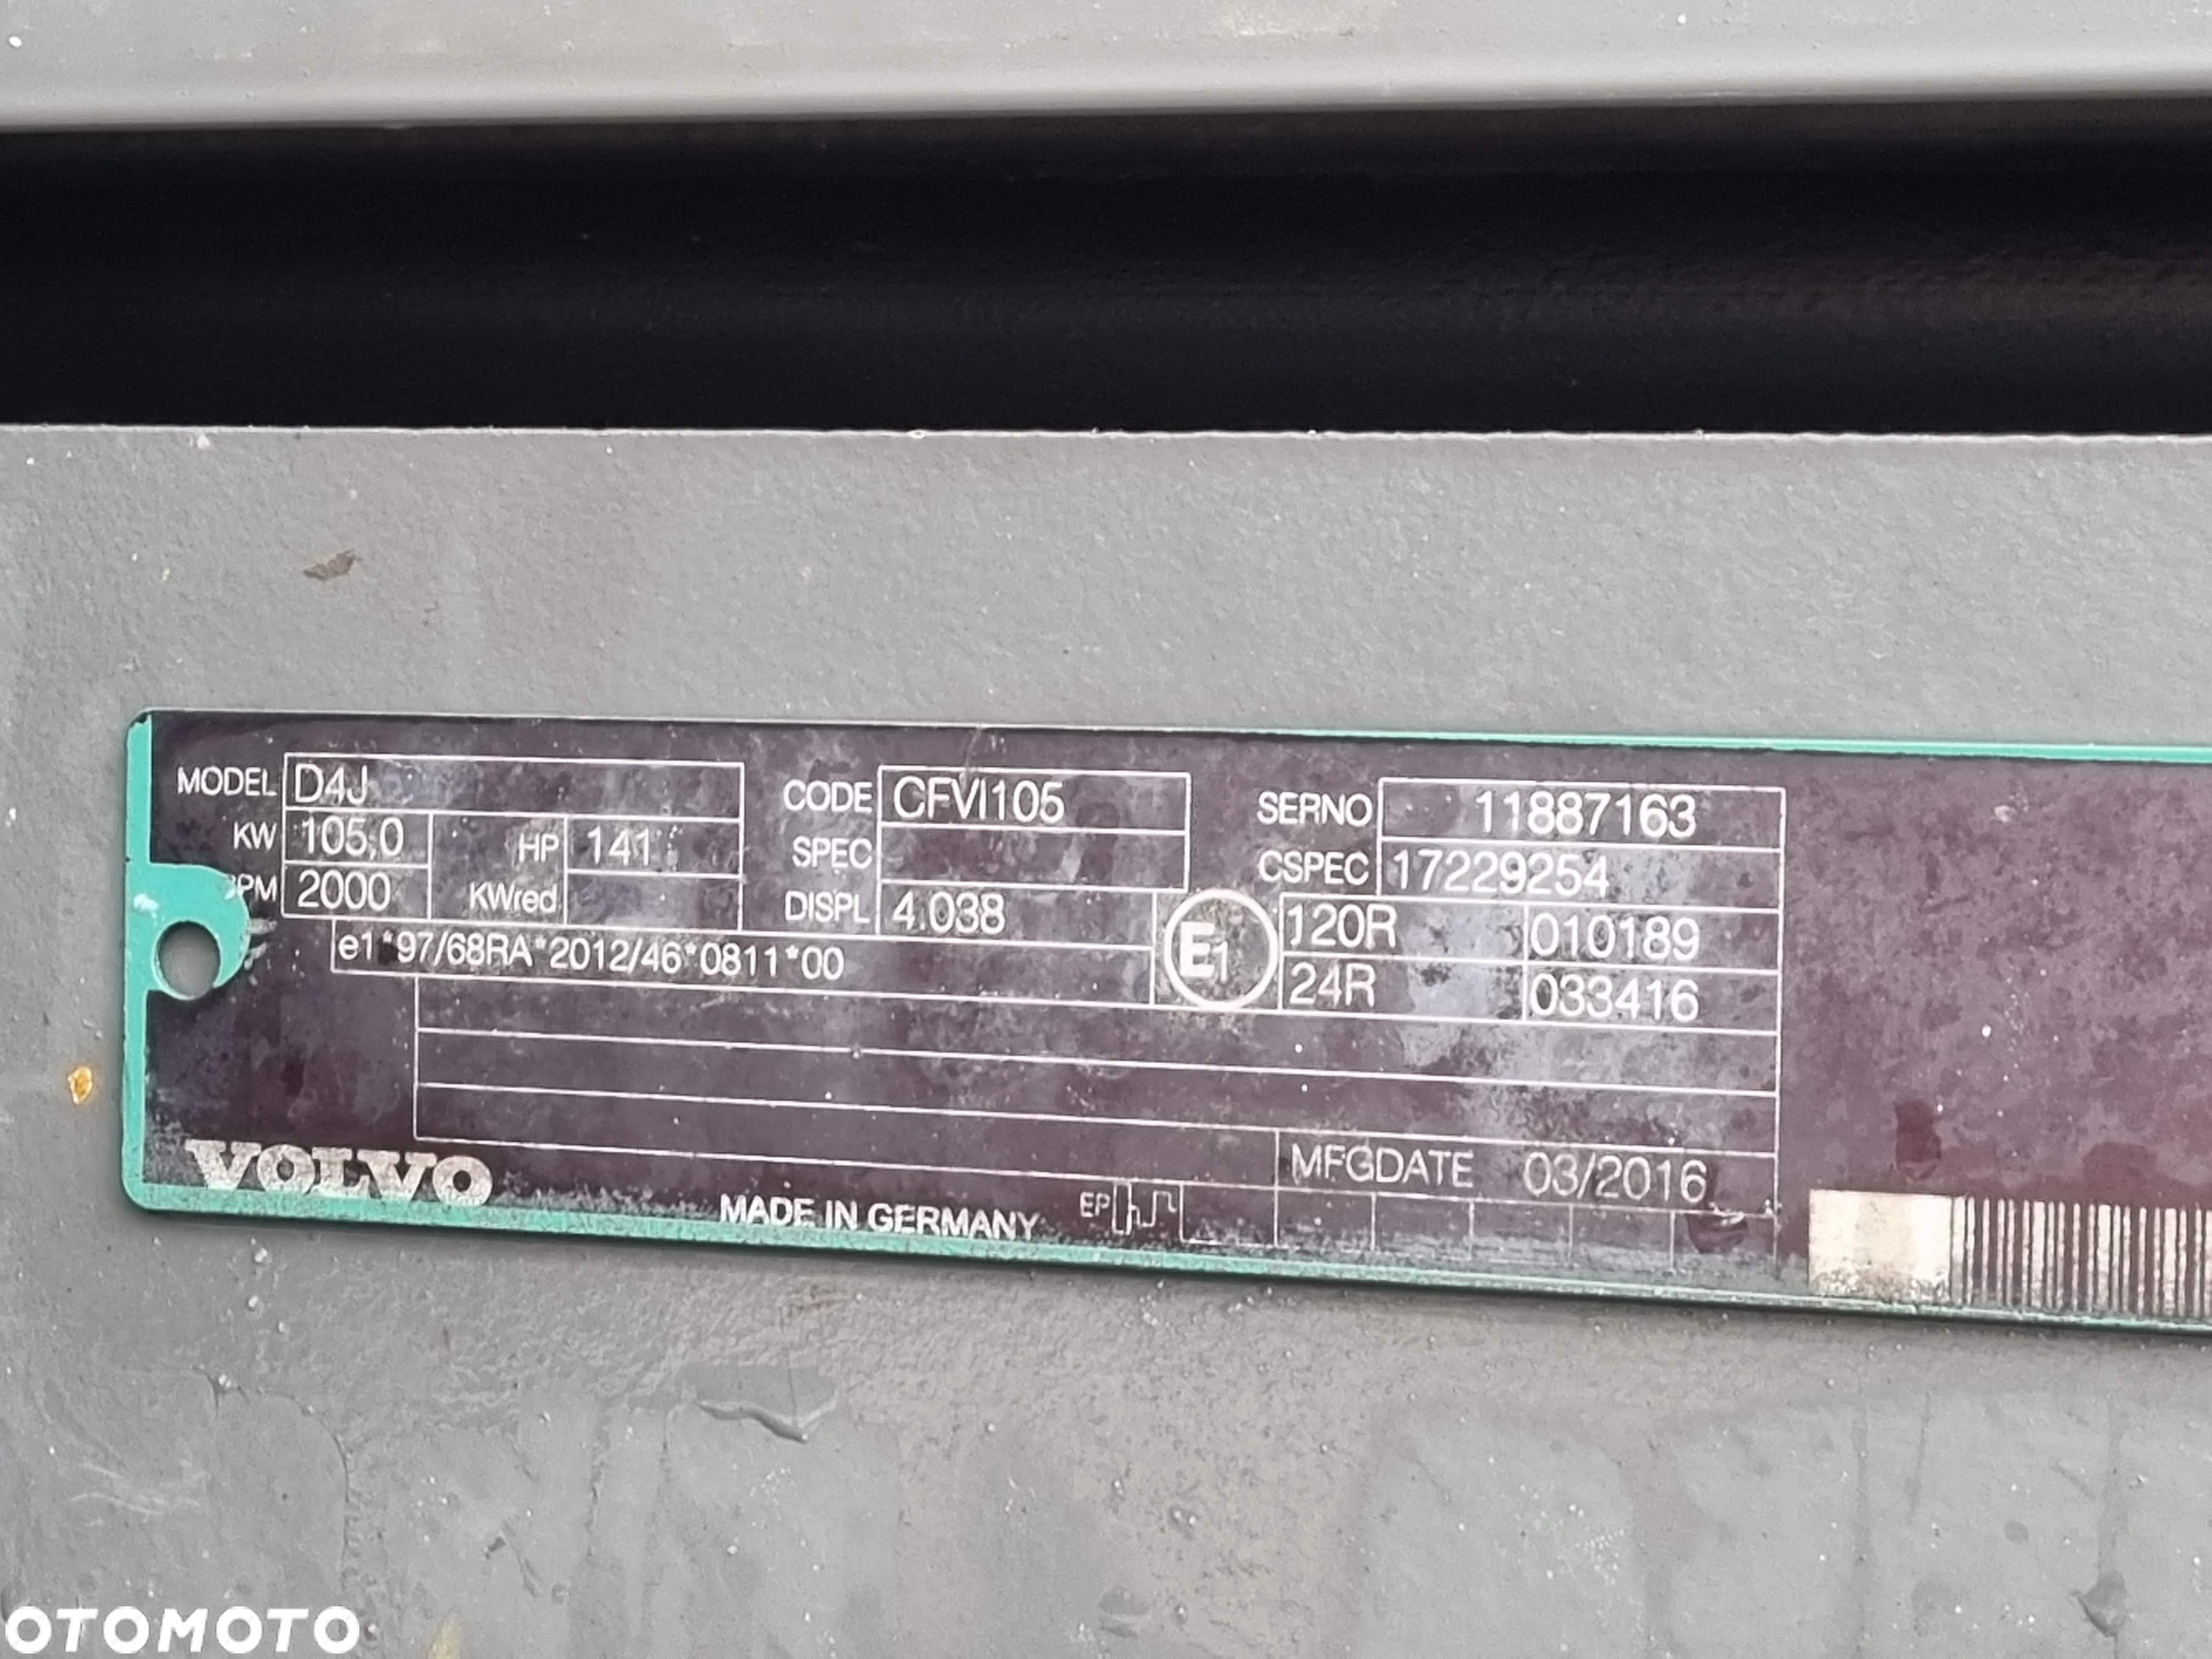 MODEL D4J CODE CFVI105 SERNO 11887163
KW 105,0 HP 141 SPEC CSPEC 17229254
RPM 2000 KWred DISPL 4.038 E1 120R 010189
e1*97/68RA*2012/46*0811*00 24R 033416
MFGDATE 03/2016
VOLVO MADE IN GERMANY EP
OTOMOTO